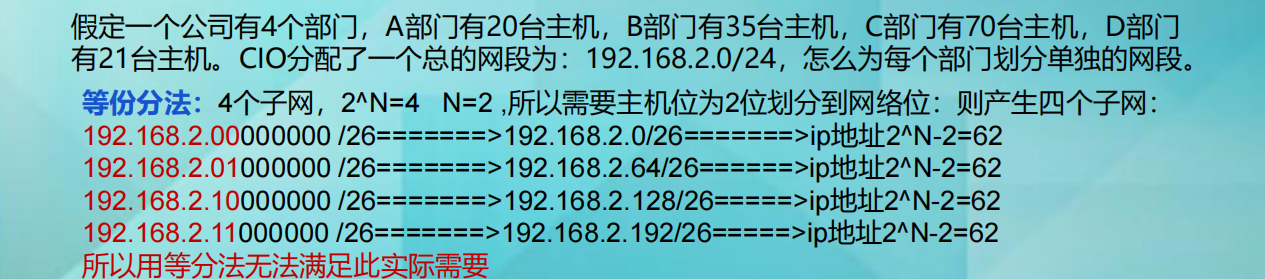 假定一个公司有4个部门，A部门有20台主机，B部门有35台主机，C部门有70台主机，D部门
有21台主机。CIO分配了一个总的网段为：192.168.2.0/24，怎么为每个部门划分单独的网段。
等份分法：4个子网，2^N=4 N=2 ,所以需要主机位为2位划分到网络位：则产生四个子网：
192.168.2.00000000 /26=======>192.168.2.0/26=======>ip地址2^N-2=62
192.168.2.01000000 /26=======>192.168.2.64/26======>ip地址2^N-2=62
192.168.2.10000000 /26=======>192.168.2.128/26=====>ip地址2^N-2=62
192.168.2.11000000 /26=======>192.168.2.192/26=====>ip地址2^N-2=62
所以用等分法无法满足此实际需要